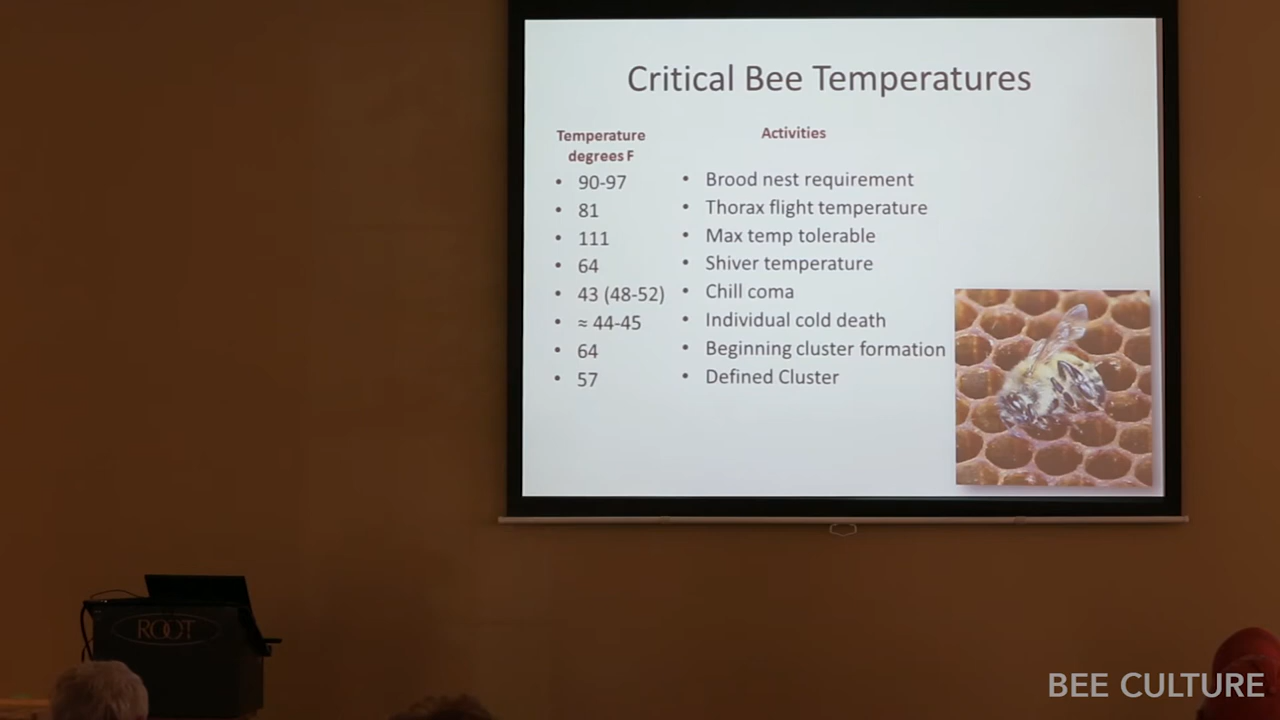 Critical Bee Temperatures
Temperature
degrees F
Activities
• 90-97 • Brood nest requirement
• 81 • Thorax flight temperature
• 111 • Max temp tolerable
• 64 • Shiver temperature
• 43 (48-52) • Chill coma
• ≈ 44-45 • Individual cold death
• 64 • Beginning cluster formation
• 57 • Defined Cluster
ROOT
BEE CULTURE